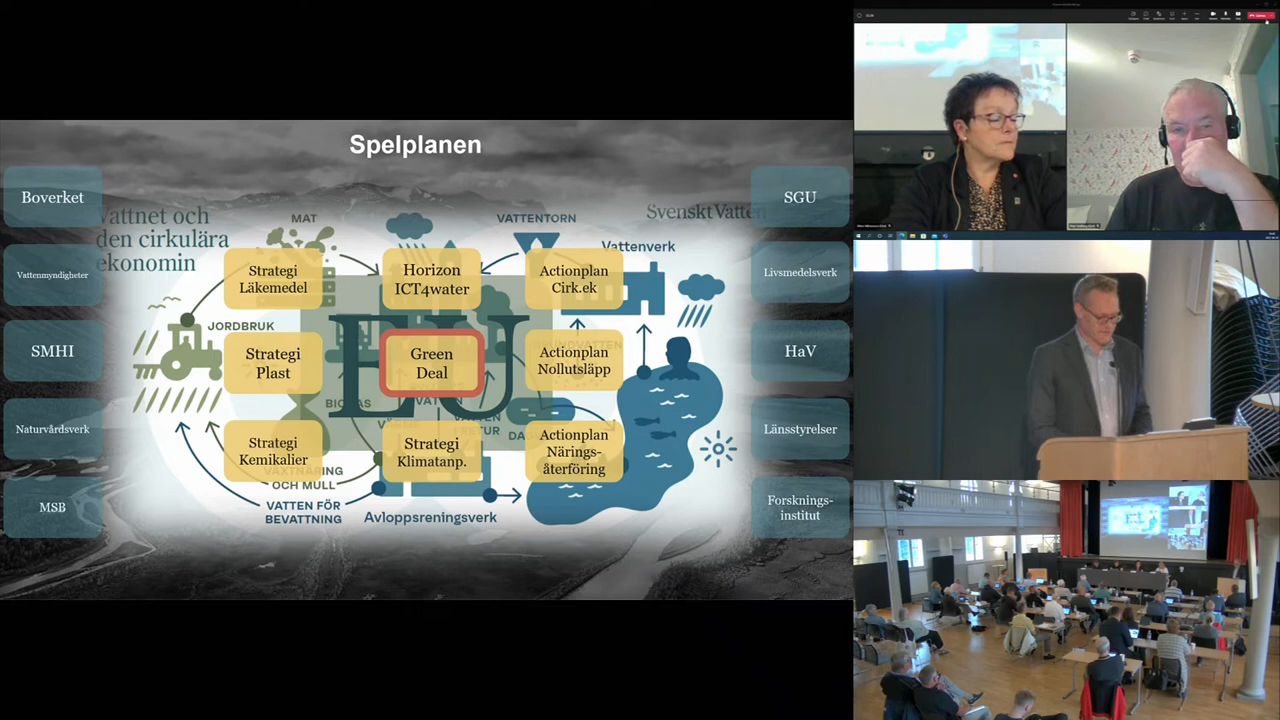 Spelplanen
Boverket
Vattenmyndigheter
SMHI
Naturvårdsverk
MSB
Vattnet och
den cirkulära
ekonomin
MAT
VATTENTORN
Svenskt Vatten
Vattenverk
Strategi
Läkemedel
Horizon
ICT4water
Actionplan
Cirk.ek
JORDBRUK
Strategi
Plast
EU
Green
Deal
Actionplan
Nollutsläpp
Strategi
Kemikalier
Strategi
Klimatanp.
Actionplan
Närings-
återföring
VÄXTNÄRING
OCH MULL
VATTEN FÖR
BEVATTNING
Avloppsreningsverk
SGU
Livsmedelsverk
HaV
Länsstyrelser
Forsknings-
institut